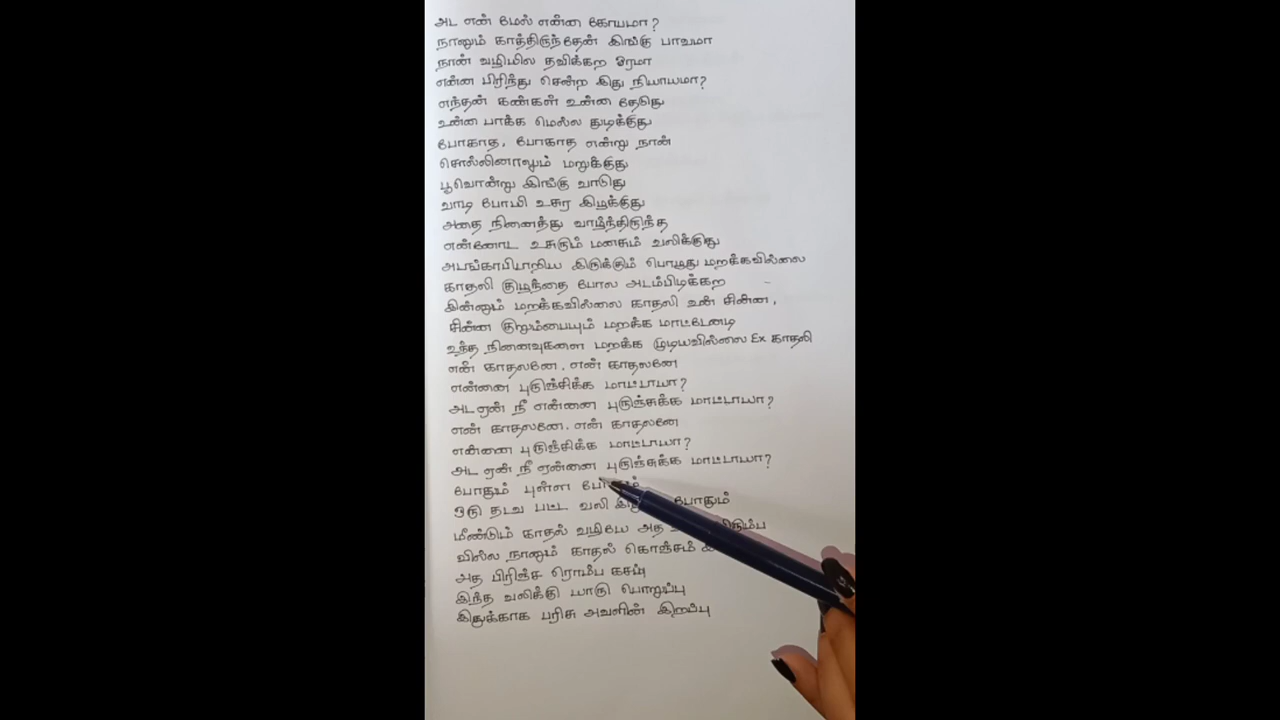 அட என் மேல் என்ன கோபமா?
நானும் காத்திருந்தேன் இங்கு பாவமா
நான் வழியில தவிக்கற ஓரமா
என்ன பிரிந்து சென்ற இது நியாயமா?
எந்தன் கண்கள் உன்ன தேடுது
உன்ன பாக்க மெல்ல துடிக்குது
போகாத, போகாத என்று நான்
சொல்லினாலும் மறுக்குது
பூவொன்று இங்கு வாடுது
வாடி போயி உசுர இழக்குது
அதை நினைத்து வாழ்ந்திருந்த
என்னோட உசுரும் மனசும் வலிக்குது
அடங்காபிடாறிய இருக்கும் பொழுது மறக்கவில்லை
காதலி குழந்தை போல அடம்பிடிக்கற
இன்னும் மறக்கவில்லை காதலி உன் சின்ன,
சின்ன குறும்பையும் மறக்க மாட்டேனடி
உந்த நினைவுகளை மறக்க முடியவில்லை Ex காதலி
என் காதலனே, என் காதலனே
என்னை புரிஞ்சிக்க மாட்டாயா?
அட ஏன் நீ என்னை புரிஞ்சுக்க மாட்டாயா?
என் காதலனே, என் காதலனே
என்னை புரிஞ்சிக்க மாட்டாயா?
அட ஏன் நீ ஏன்னை புரிஞ்சுக்க மாட்டாயா?
போதும் புள்ள
ஒரு தடவ பட்ட வலி போதும்
மீண்டும் காதல் வழியே அத
வில்ல நானும் காதல் கொஞ்சம்
அத பிரிஞ்ச ரொம்ப கசப்பு
இந்த வலிக்கு யாரு பொறுப்பு
இதுக்காக பரிசு அவளின் இறப்பு